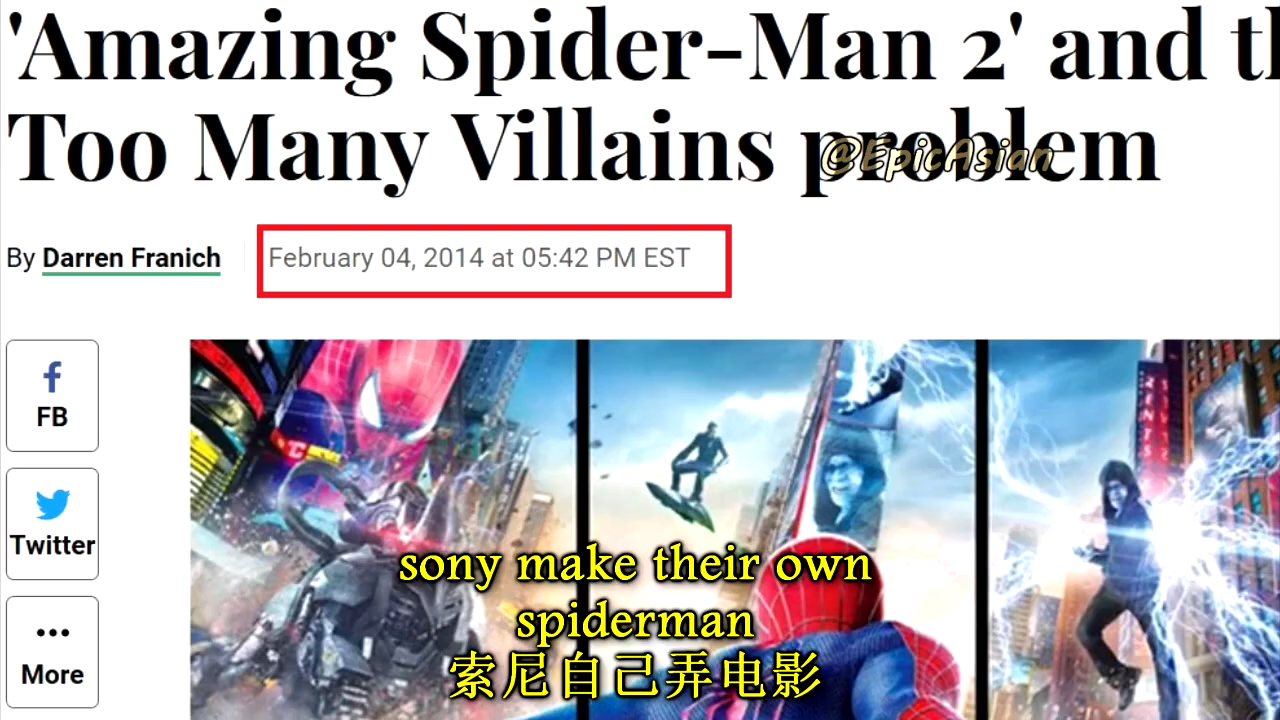 'Amazing Spider-Man 2' and th
Too Many Villains problem
@EpicAsian
By Darren Franich
February 04, 2014 at 05:42 PM EST
FB
Twitter
More
sony make their own
spiderman
索尼自己弄电影